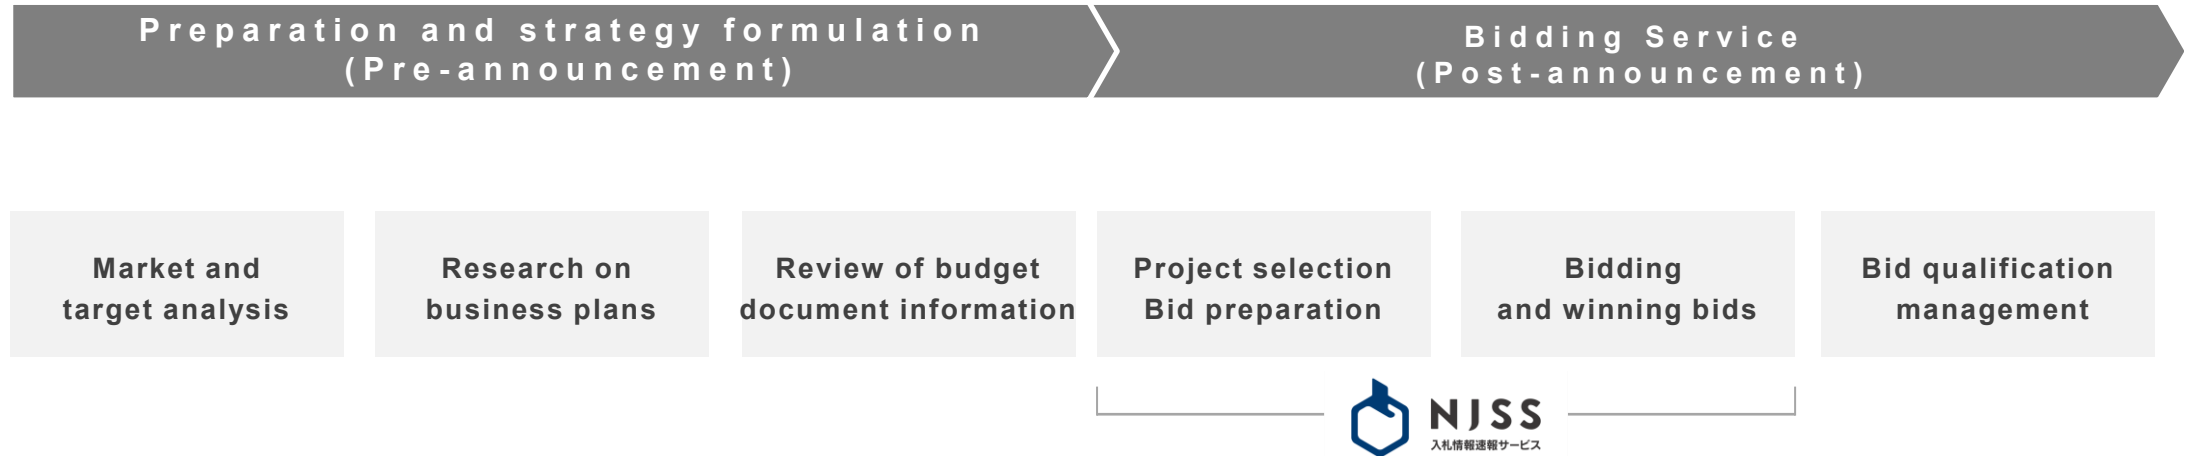 Preparation and strategy formulation
(Pre-announcement)
Bidding Service
(Post-announcement)
Market and
target analysis
Research on
business plans
Review of budget
document information
Project selection
Bid preparation
Bidding
and winning bids
Bid qualification
management
NJSS
入札情報速報サービス